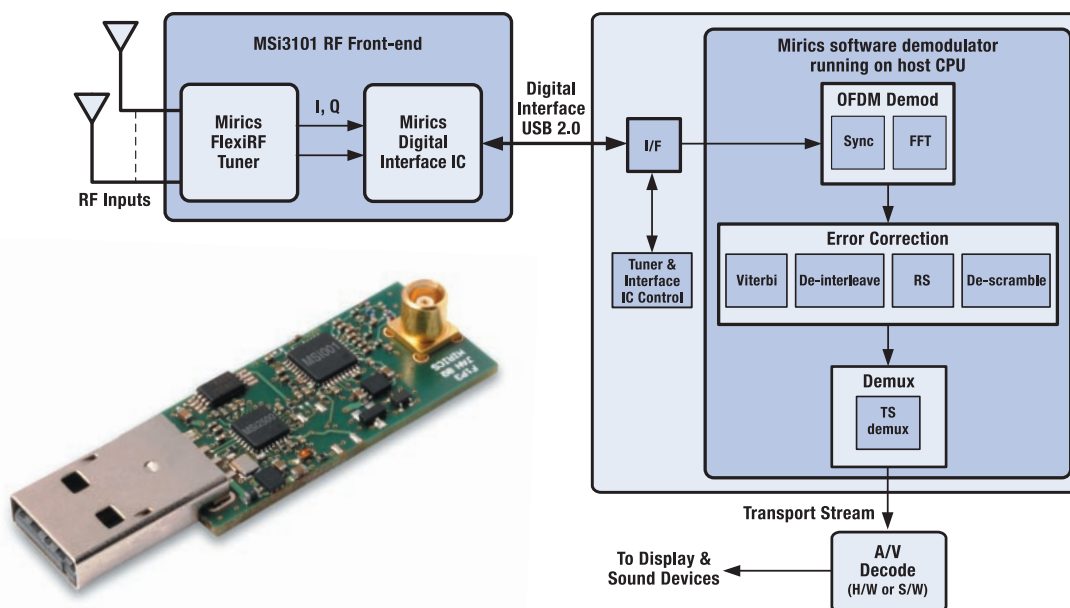 MSi3101 RF Front-end
Mirics
FlexiRF
Tuner
I, Q
Mirics
Digital
Interface IC
RF Inputs
Digital
Interface
USB 2.0
I/F
Tuner &
Interface
IC Control
Mirics software demodulator
running on host CPU
OFDM Demod
Sync
FFT
Error Correction
Viterbi
De-interleave
RS
De-scramble
Demux
TS
demux
Transport Stream
A/V
Decode
(H/W or S/W)
To Display &
Sound Devices
MSi001
MIRICS